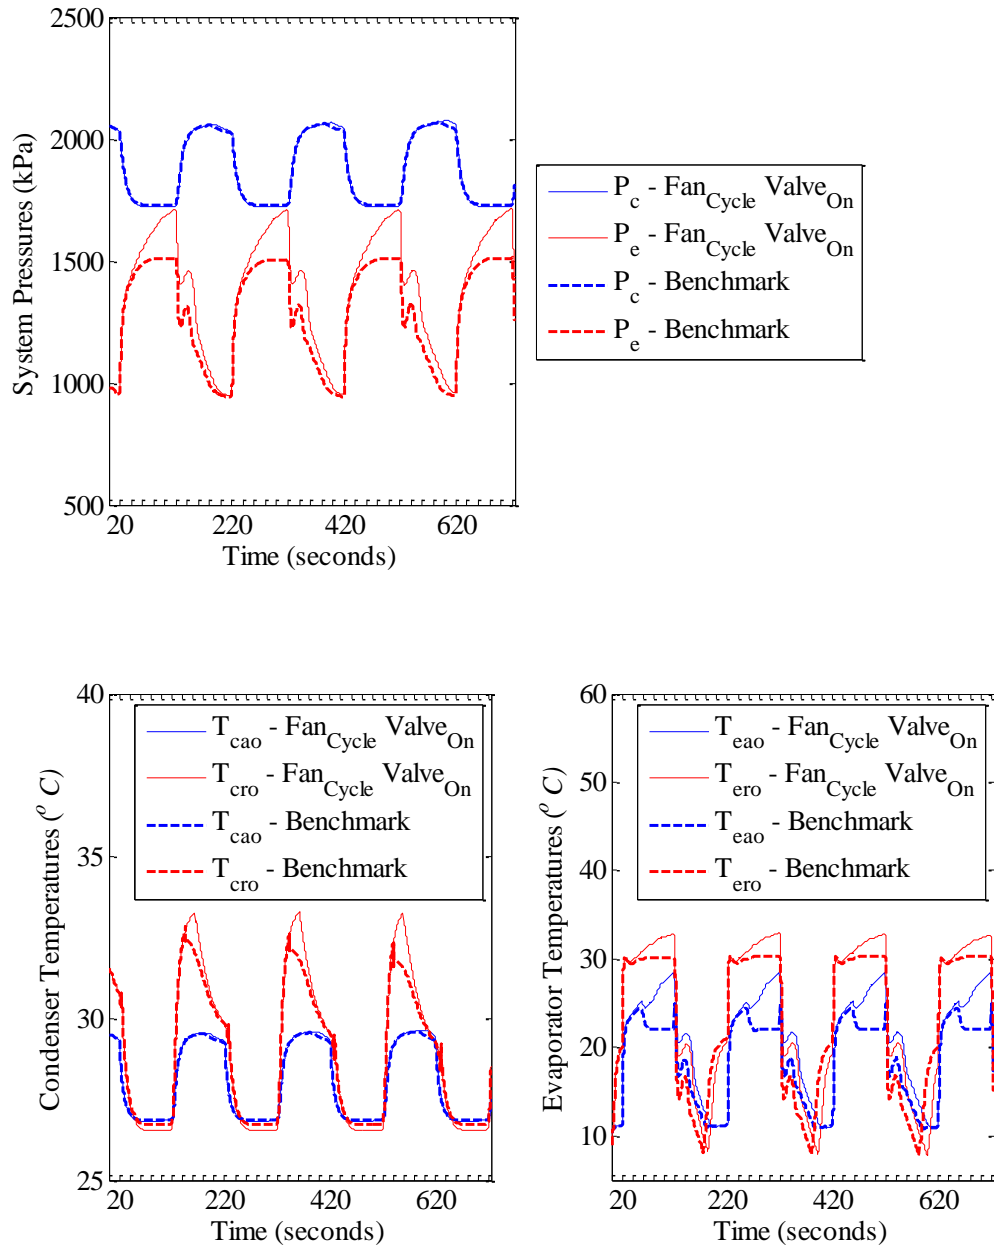 2500
2000
1500
1000
500
System Pressures (kPa)
20 220 420 620
Time (seconds)
P_c - Fan_Cycle Valve_On
P_e - Fan_Cycle Valve_On
P_c - Benchmark
P_e - Benchmark
40
35
30
25
Condenser Temperatures (° C)
T_cao - Fan_Cycle Valve_On
T_cro - Fan_Cycle Valve_On
T_cao - Benchmark
T_cro - Benchmark
20 220 420 620
Time (seconds)
60
50
40
30
20
10
Evaporator Temperatures (° C)
T_eao - Fan_Cycle Valve_On
T_ero - Fan_Cycle Valve_On
T_eao - Benchmark
T_ero - Benchmark
20 220 420 620
Time (seconds)